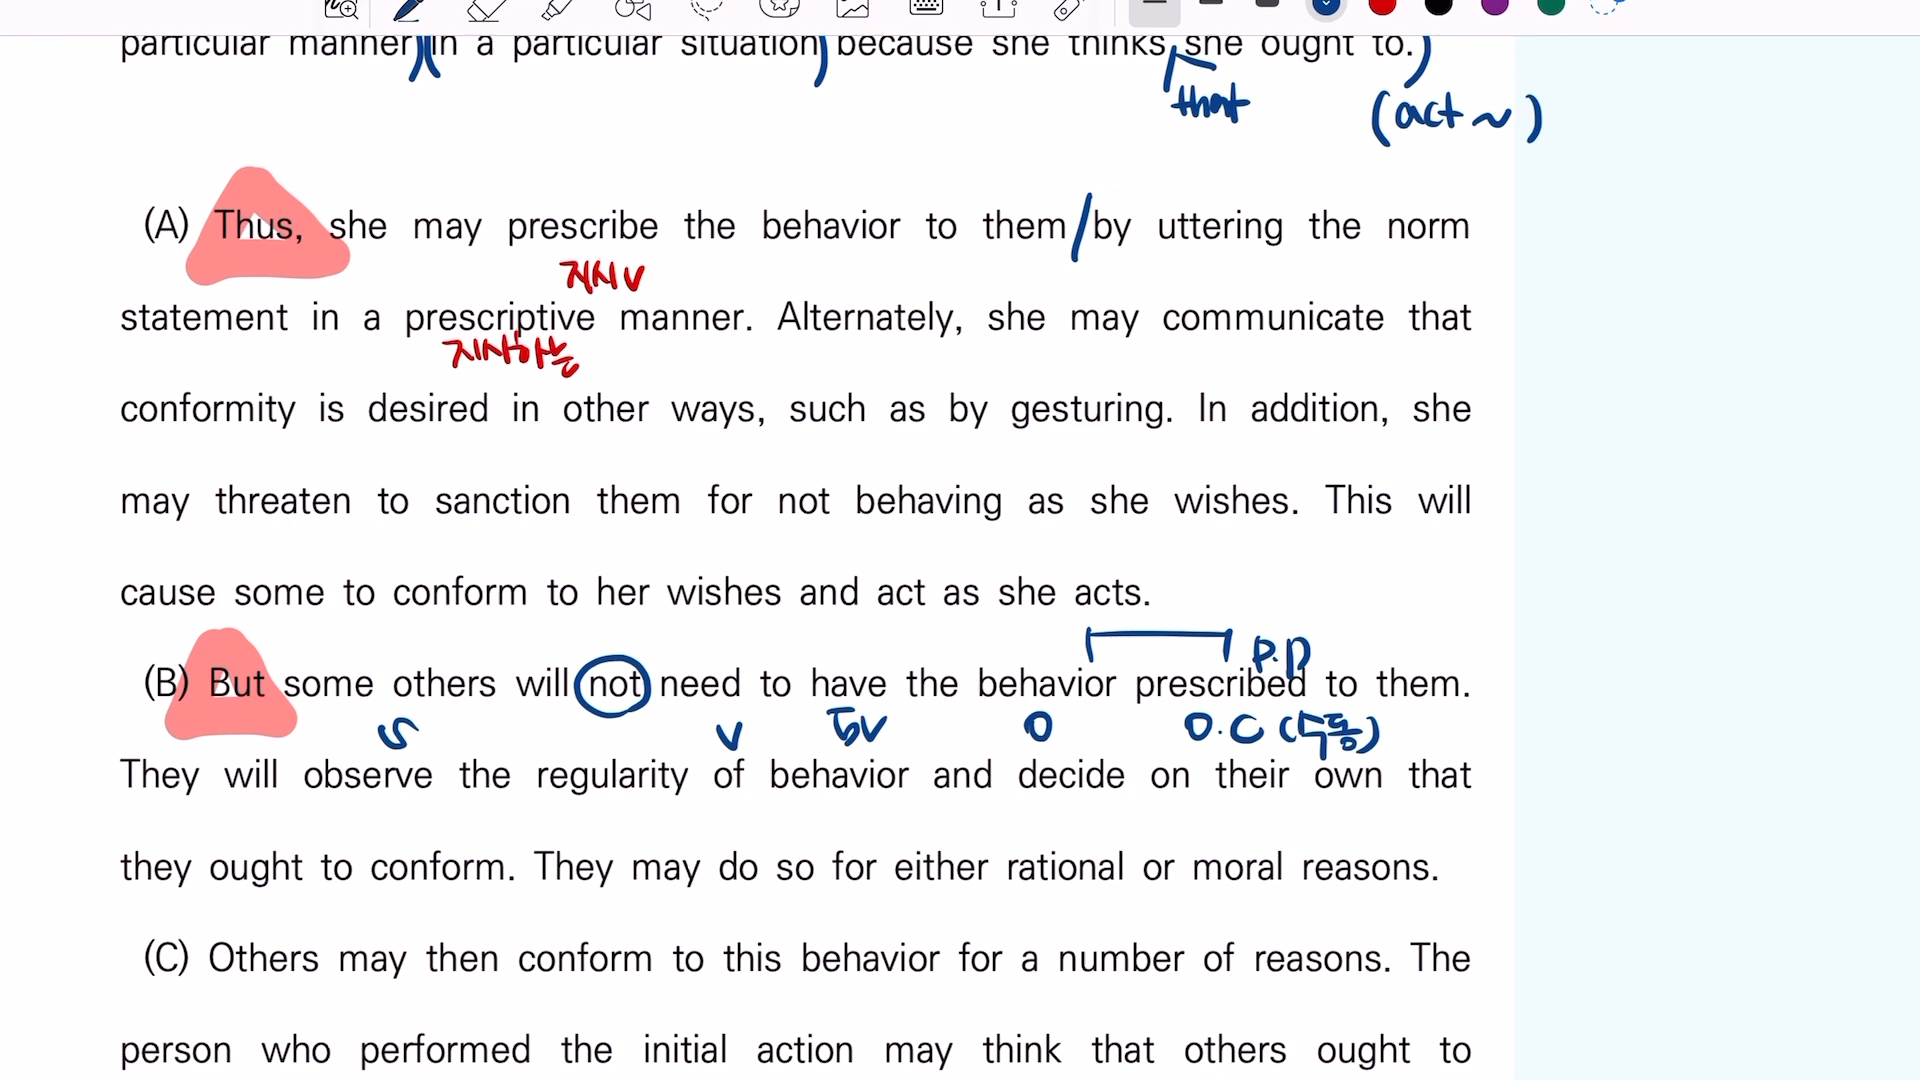 particular manner in a particular situation because she thinks she ought to.
that
(act ~)
(A) Thus, she may prescribe the behavior to them by uttering the norm
지시 v
statement in a prescriptive manner. Alternately, she may communicate that
지시하는
conformity is desired in other ways, such as by gesturing. In addition, she
may threaten to sanction them for not behaving as she wishes. This will
cause some to conform to her wishes and act as she acts.
p.p
(B) But some others will not need to have the behavior prescribed to them.
S V 5V O O.C (수동)
They will observe the regularity of behavior and decide on their own that
they ought to conform. They may do so for either rational or moral reasons.
(C) Others may then conform to this behavior for a number of reasons. The
person who performed the initial action may think that others ought to